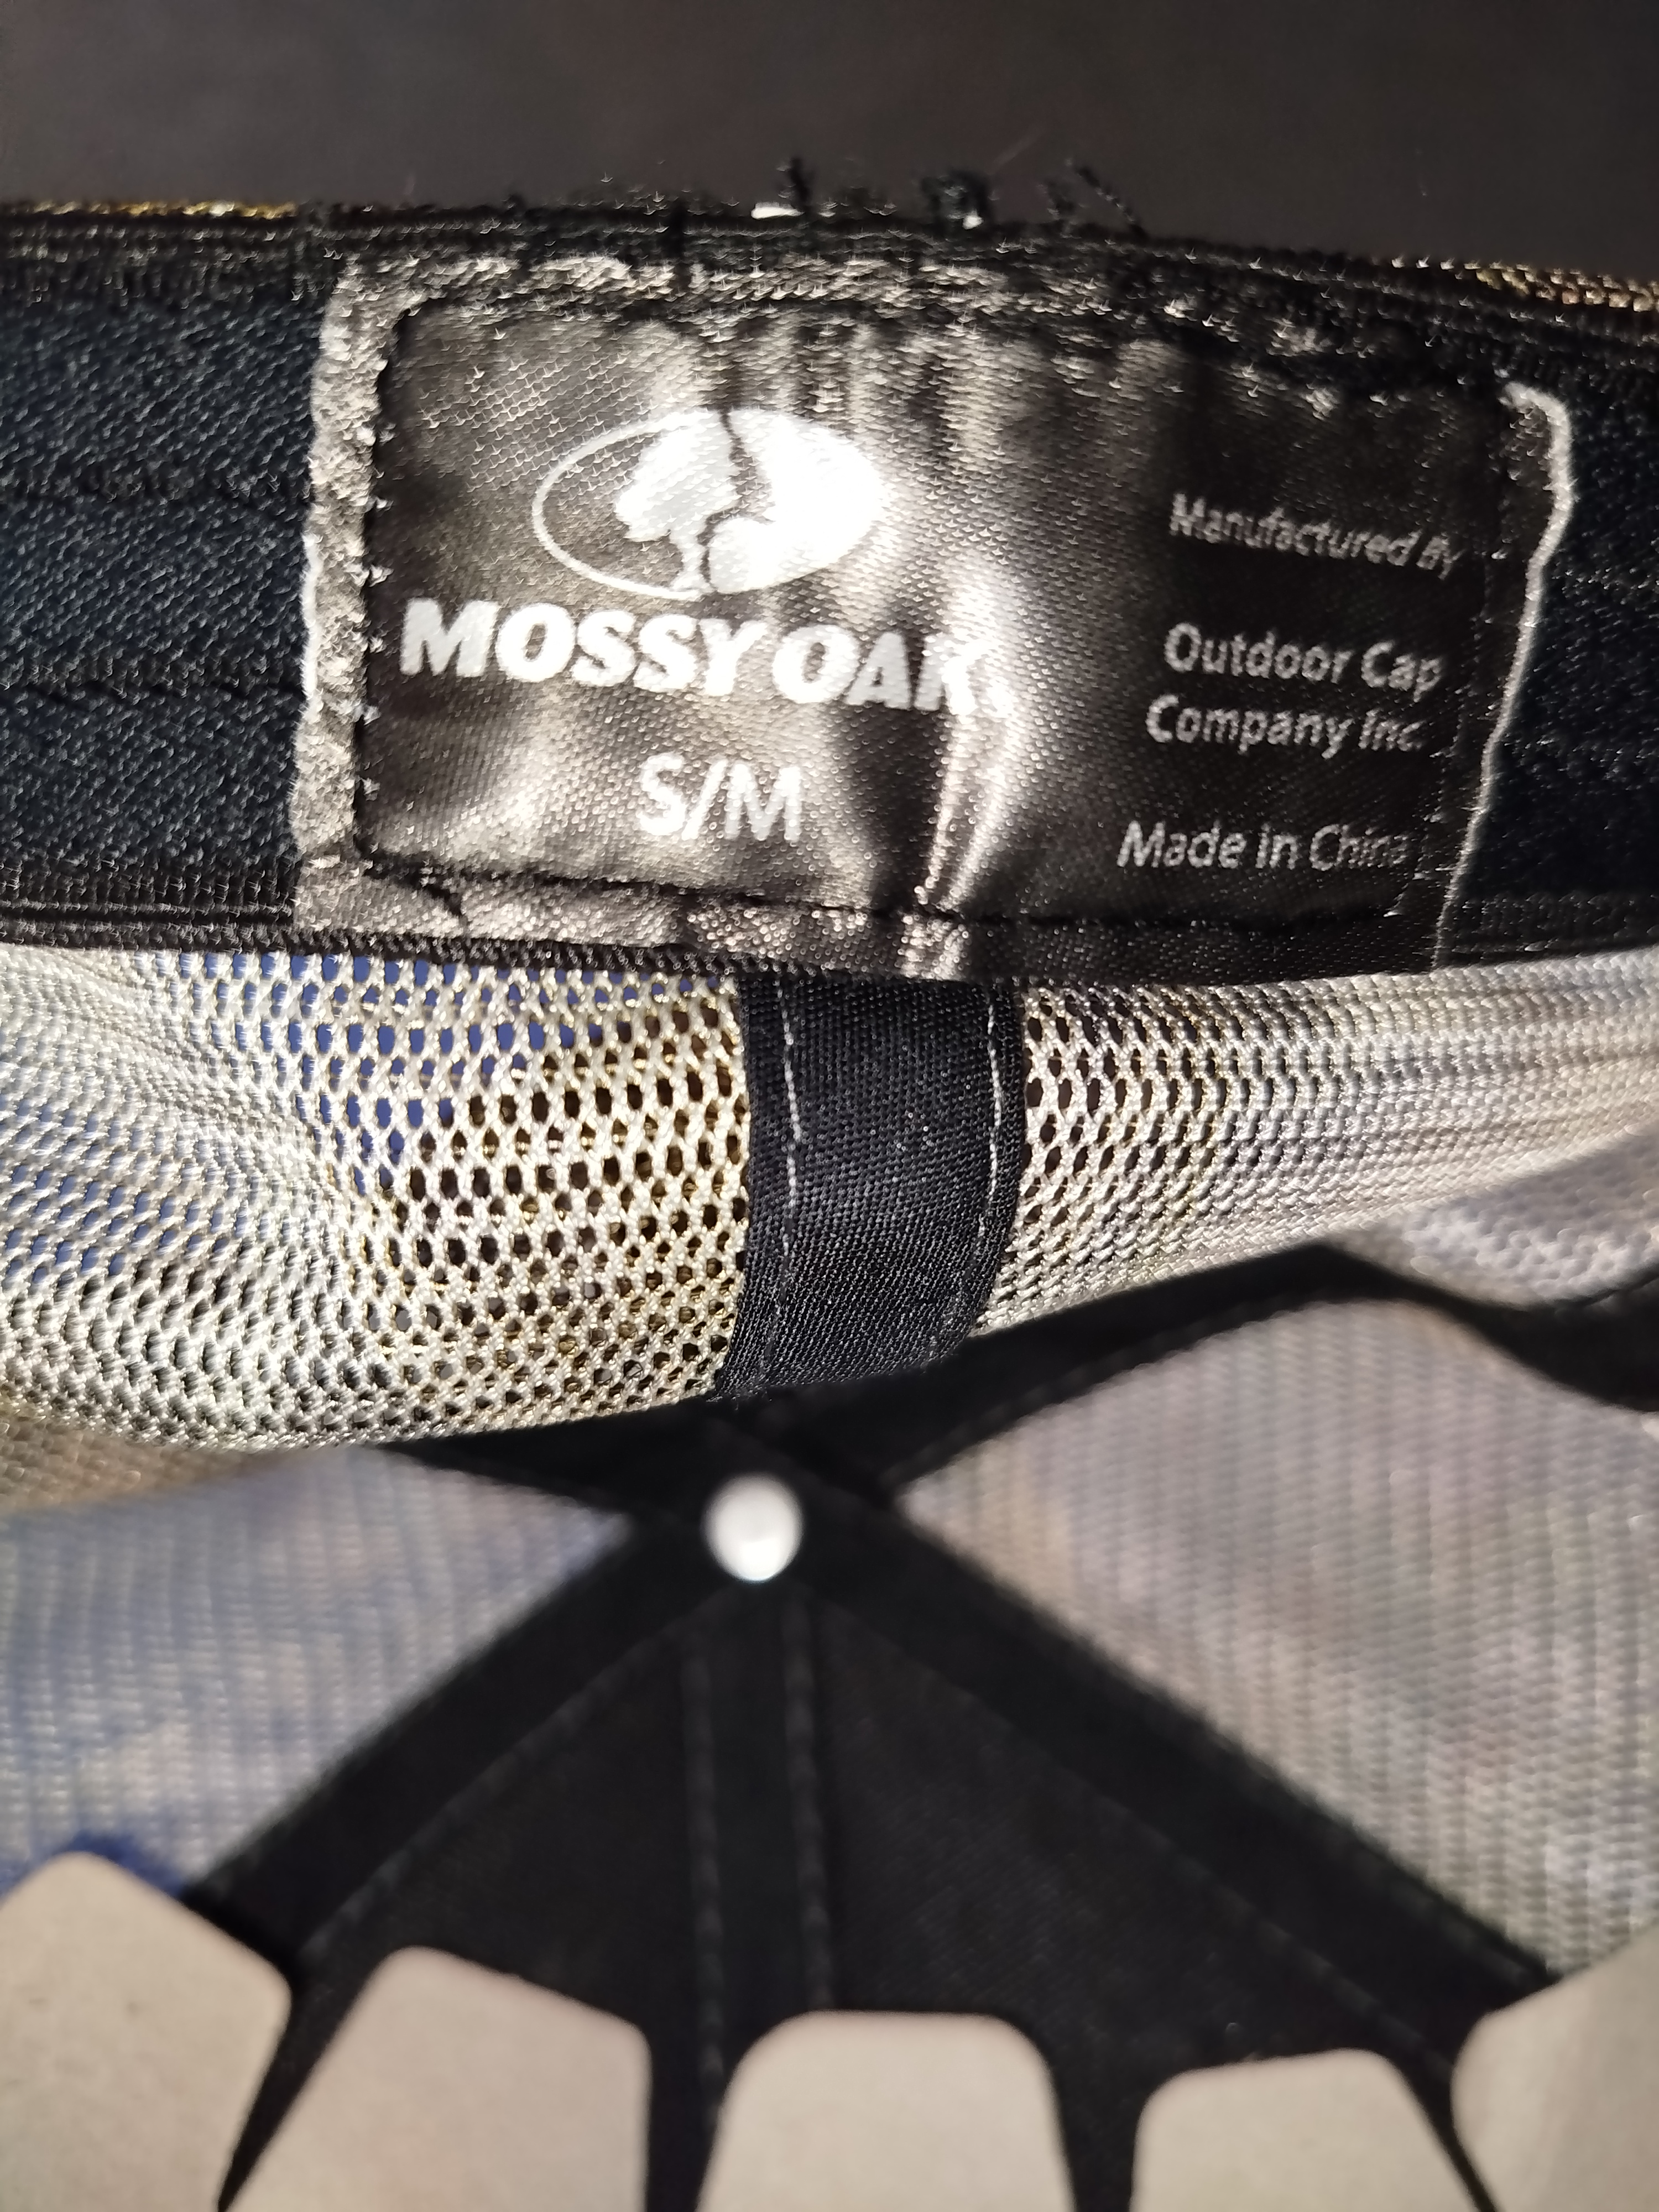 MOSSY OAK
S/M
Manufactured By
Outdoor Cap
Company Inc.
Made in China